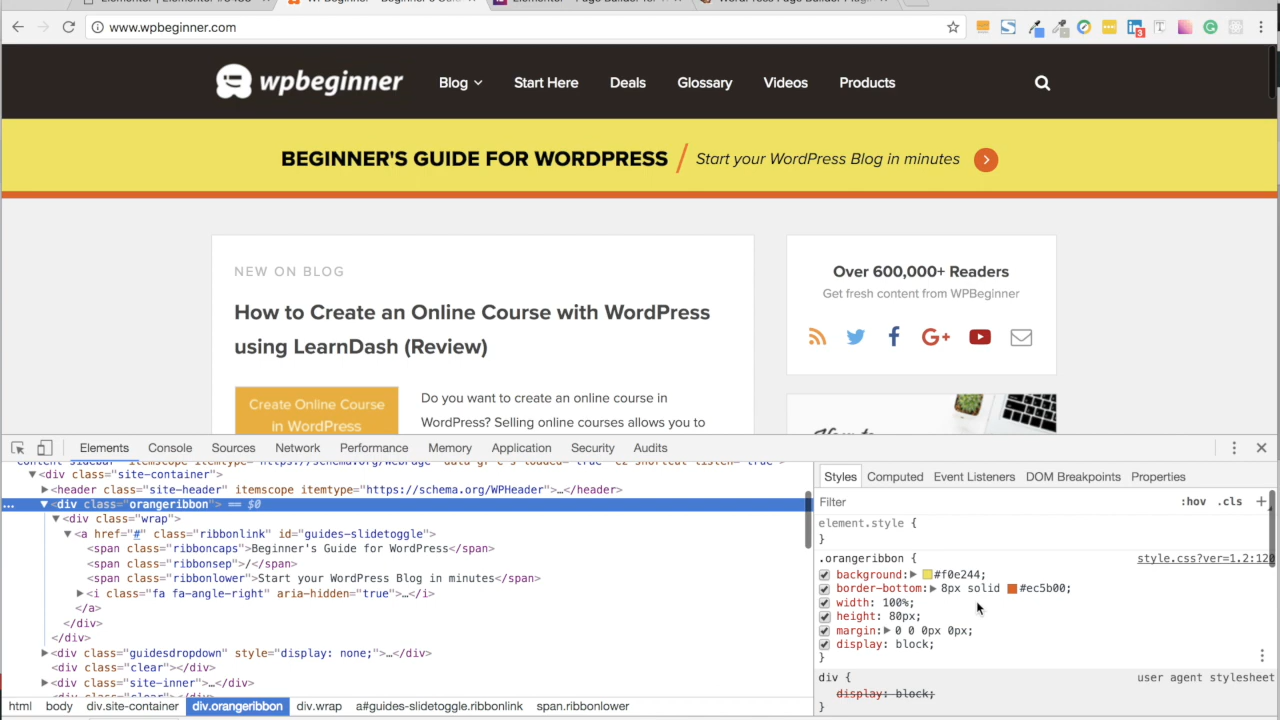 www.wpbeginner.com
3
wpbeginner Blog Start Here Deals Glossary Videos Products
BEGINNER'S GUIDE FOR WORDPRESS / Start your WordPress Blog in minutes
NEW ON BLOG
How to Create an Online Course with WordPress
using LearnDash (Review)
Create Online Course
in WordPress
Do you want to create an online course in
WordPress? Selling online courses allows you to
Over 600,000+ Readers
Get fresh content from WPBeginner
Elements Console Sources Network Performance Memory Application Security Audits
<div class="site-container">
<header class="site-header" itemscope itemtype="https://schema.org/WPHeader">…</header>
… <div class="orangeribbon"> == $0
<div class="wrap">
<a href="#" class="ribbonlink" id="guides-slidetoggle">
<span class="ribboncaps">Beginner's Guide for WordPress</span>
<span class="ribbonsep">/</span>
<span class="ribbonlower">Start your WordPress Blog in minutes</span>
<i class="fa fa-angle-right" aria-hidden="true">…</i>
</a>
</div>
</div>
<div class="guidesdropdown" style="display: none;">…</div>
<div class="clear"></div>
<div class="site-inner">…</div>
html body div.site-container div.orangeribbon div.wrap a#guides-slidetoggle.ribbonlink span.ribbonlower
Styles Computed Event Listeners DOM Breakpoints Properties
Filter :hov .cls +
element.style {
}
.orangeribbon { style.css?ver=1.2:120
background: #f0e244;
border-bottom: 8px solid #ec5b00;
width: 100%;
height: 80px;
margin: 0 0 0px 0px;
display: block;
}
div { user agent stylesheet
display: block;
}